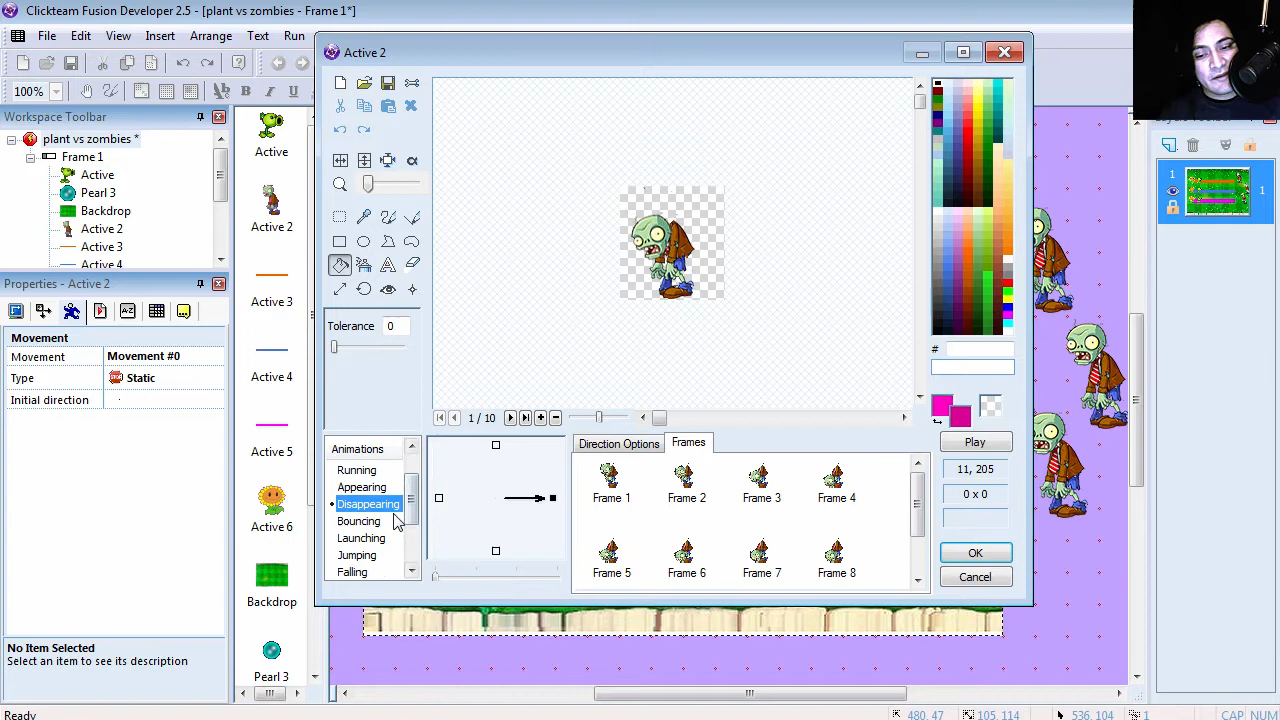 Clickteam Fusion Developer 2.5 - [plant vs zombies - Frame 1*]
File Edit View Insert Arrange Text Run
100%
Workspace Toolbar
plant vs zombies *
Frame 1
Active
Pearl 3
Backdrop
Active 2
Active 3
Active 4
Properties - Active 2
Movement
Movement Movement #0
Type Static
Initial direction
No Item Selected
Select an item to see its description
Ready
Active
Active 2
Active 3
Active 4
Active 5
Active 6
Backdrop
Pearl 3
Active 2
Tolerance 0
1 / 10
#
Animations
Running
Appearing
Disappearing
Bouncing
Launching
Jumping
Falling
Direction Options Frames
Frame 1 Frame 2 Frame 3 Frame 4
Frame 5 Frame 6 Frame 7 Frame 8
Play
11, 205
0 x 0
OK
Cancel
1
1
480, 47 105, 114 536, 104 1 CAP NUM